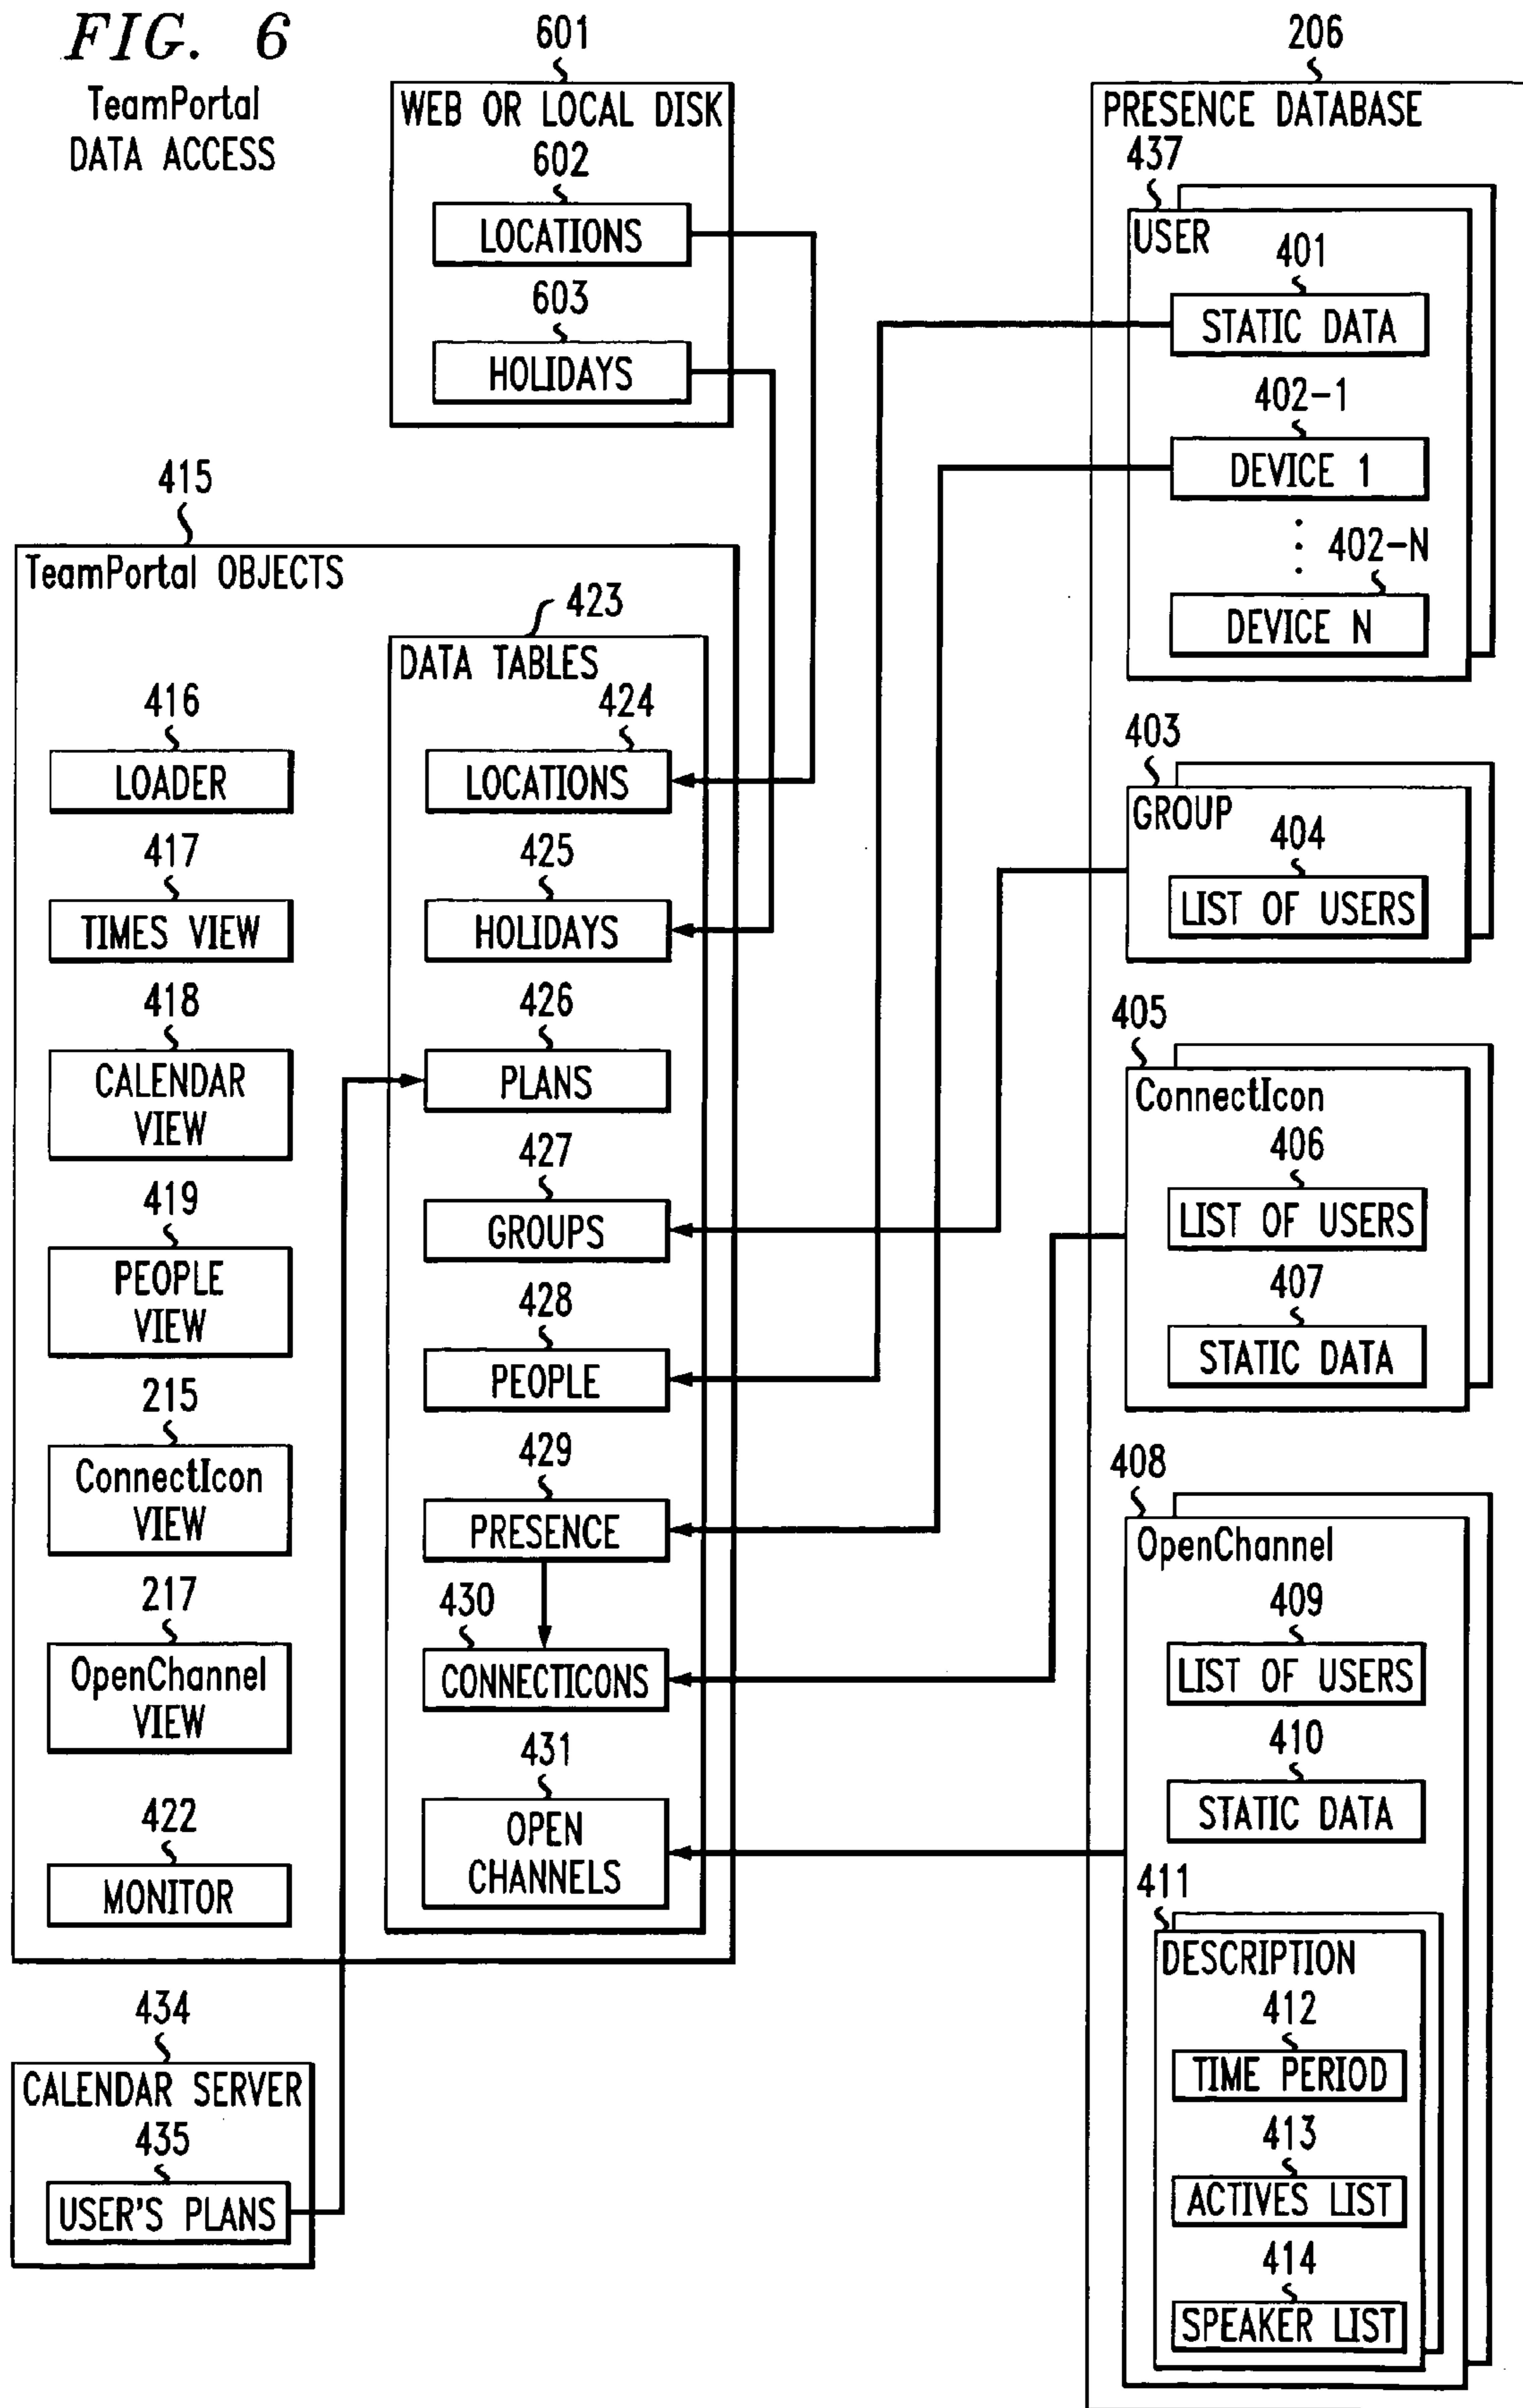 FIG. 6
TeamPortal
DATA ACCESS
601
WEB OR LOCAL DISK
602
LOCATIONS
603
HOLIDAYS
415
TeamPortal OBJECTS
416
LOADER
417
TIMES VIEW
418
CALENDAR
VIEW
419
PEOPLE
VIEW
215
ConnectIcon
VIEW
217
OpenChannel
VIEW
422
MONITOR
423
DATA TABLES
424
LOCATIONS
425
HOLIDAYS
426
PLANS
427
GROUPS
428
PEOPLE
429
PRESENCE
430
CONNECTICONS
431
OPEN
CHANNELS
434
CALENDAR SERVER
435
USER'S PLANS
206
PRESENCE DATABASE
437
USER
401
STATIC DATA
402-1
DEVICE 1
402-N
DEVICE N
403
GROUP
404
LIST OF USERS
405
ConnectIcon
406
LIST OF USERS
407
STATIC DATA
408
OpenChannel
409
LIST OF USERS
410
STATIC DATA
411
DESCRIPTION
412
TIME PERIOD
413
ACTIVES LIST
414
SPEAKER LIST